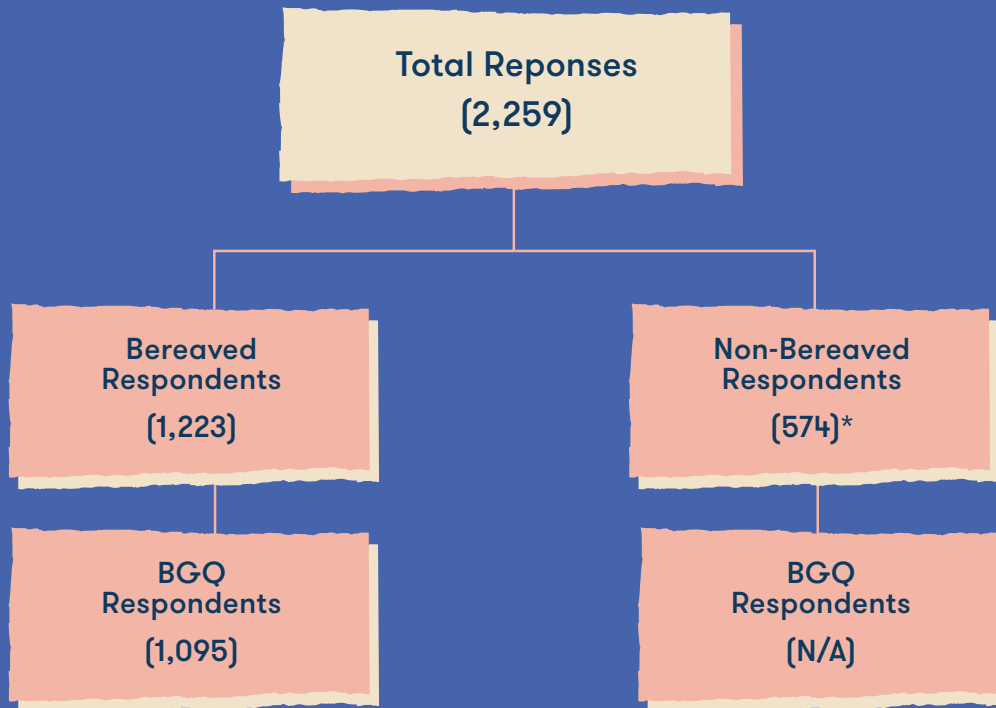 Total Reponses
(2,259)
Bereaved
Respondents
(1,223)
Non-Bereaved
Respondents
(574)*
BGQ
Respondents
(1,095)
BGQ
Respondents
(N/A)